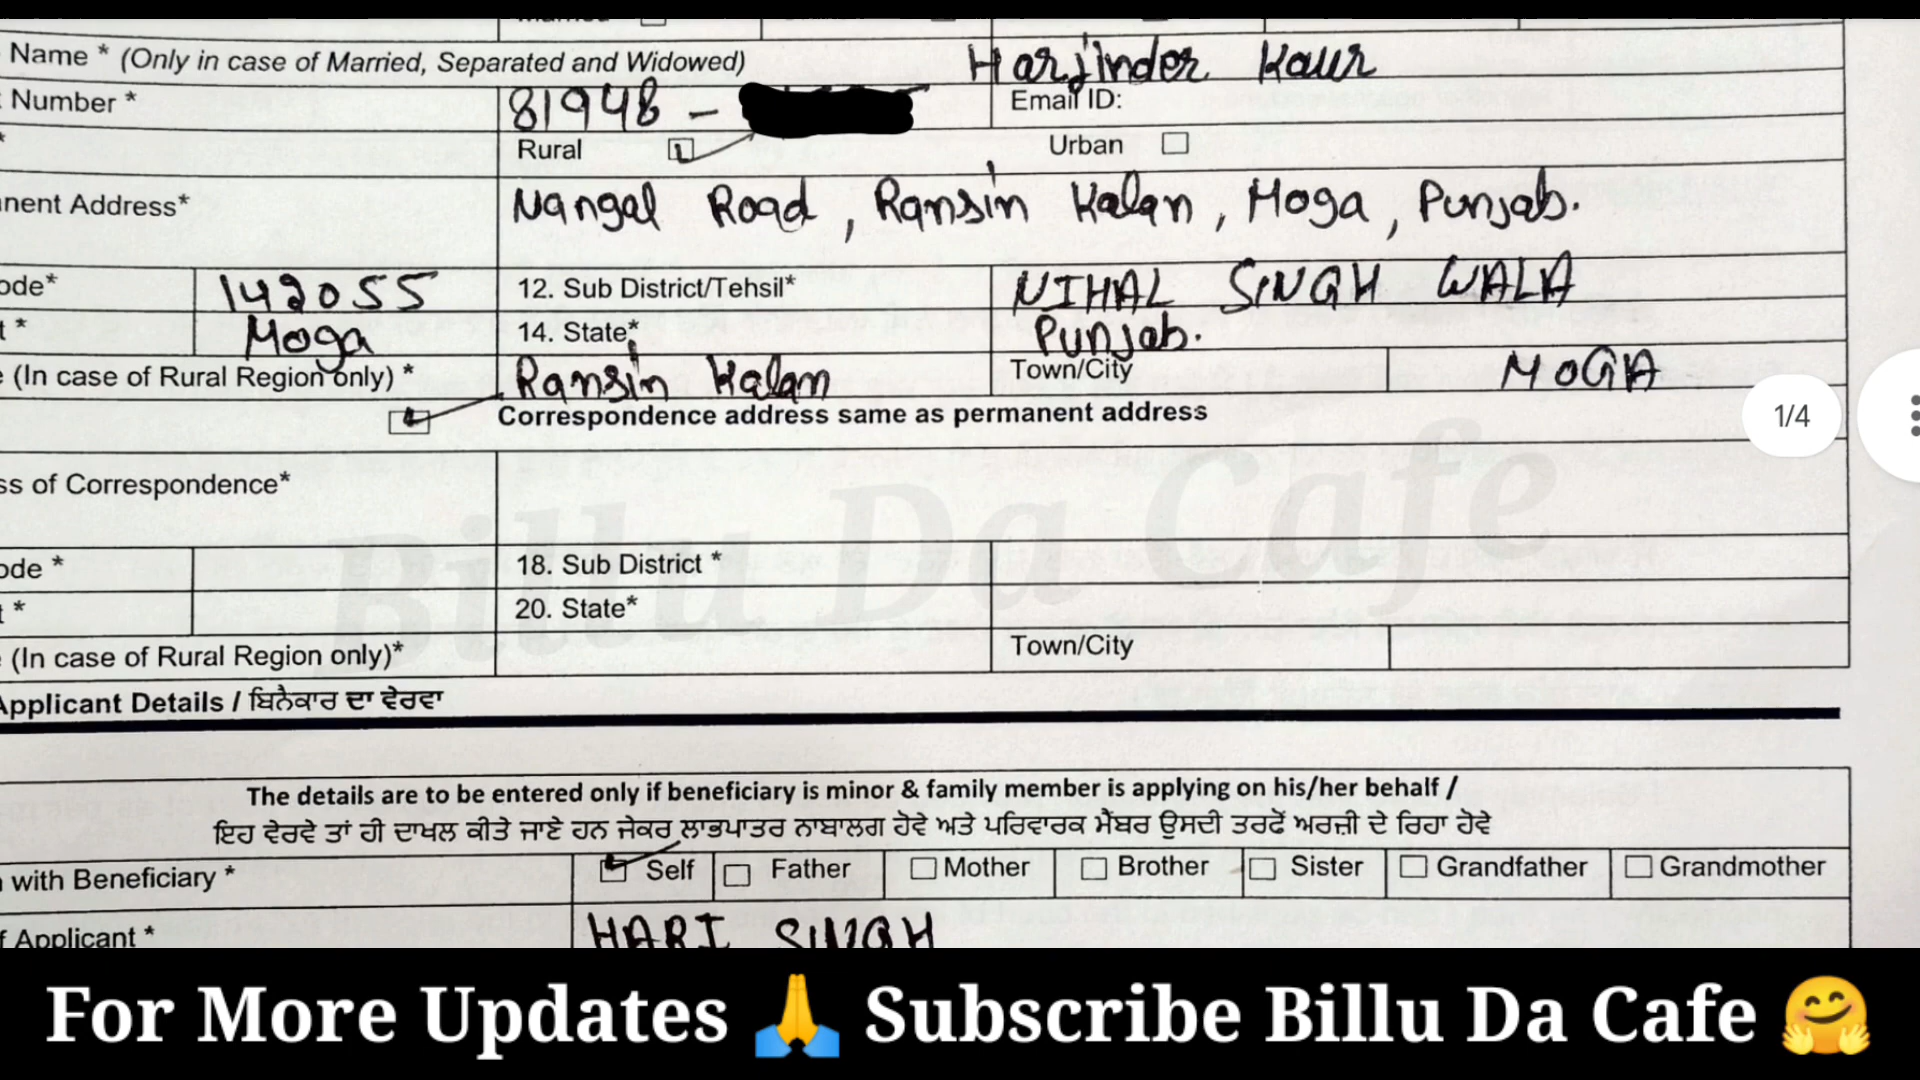 Name * (Only in case of Married, Separated and Widowed) Harjinder Kaur
Number * 81948 - Email ID:
* Rural Urban
nent Address* Nangal Road, Ransin Kalan, Moga, Punjab.
ode* 142055 12. Sub District/Tehsil* NIHAL SINGH WALA
t * Moga 14. State* Punjab.
e (In case of Rural Region only) * Ransin Kalan Town/City MOGA
1/4
Correspondence address same as permanent address
Billu Da Cafe
ss of Correspondence*
ode * 18. Sub District *
t * 20. State*
(In case of Rural Region only)* Town/City
Applicant Details / ਬਿਨੈਕਾਰ ਦਾ ਵੇਰਵਾ
The details are to be entered only if beneficiary is minor & family member is applying on his/her behalf /
ਇਹ ਵੇਰਵੇ ਤਾਂ ਹੀ ਦਾਖਲ ਕੀਤੇ ਜਾਣੇ ਹਨ ਜੇਕਰ ਲਾਭਪਾਤਰ ਨਾਬਾਲਗ ਹੋਵੇ ਅਤੇ ਪਰਿਵਾਰਕ ਮੈਂਬਰ ਉਸਦੀ ਤਰਫੋਂ ਅਰਜ਼ੀ ਦੇ ਰਿਹਾ ਹੋਵੇ
with Beneficiary * Self Father Mother Brother Sister Grandfather Grandmother
f Applicant * HARI SINGH
For More Updates 🙏 Subscribe Billu Da Cafe 🤗